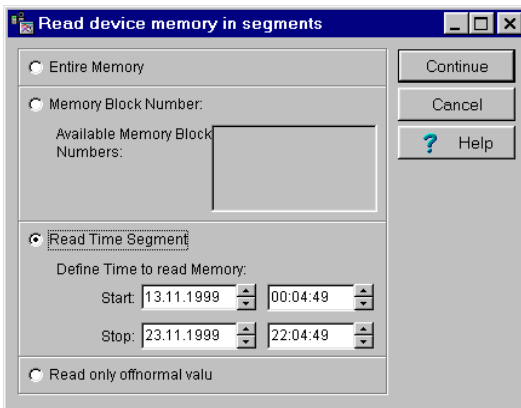 Read device memory in segments
Entire Memory
Continue
Memory Block Number:
Cancel
Available Memory Block
Numbers:
? Help
Read Time Segment
Define Time to read Memory:
Start: 13.11.1999 00:04:49
Stop: 23.11.1999 22:04:49
Read only offnormal valu